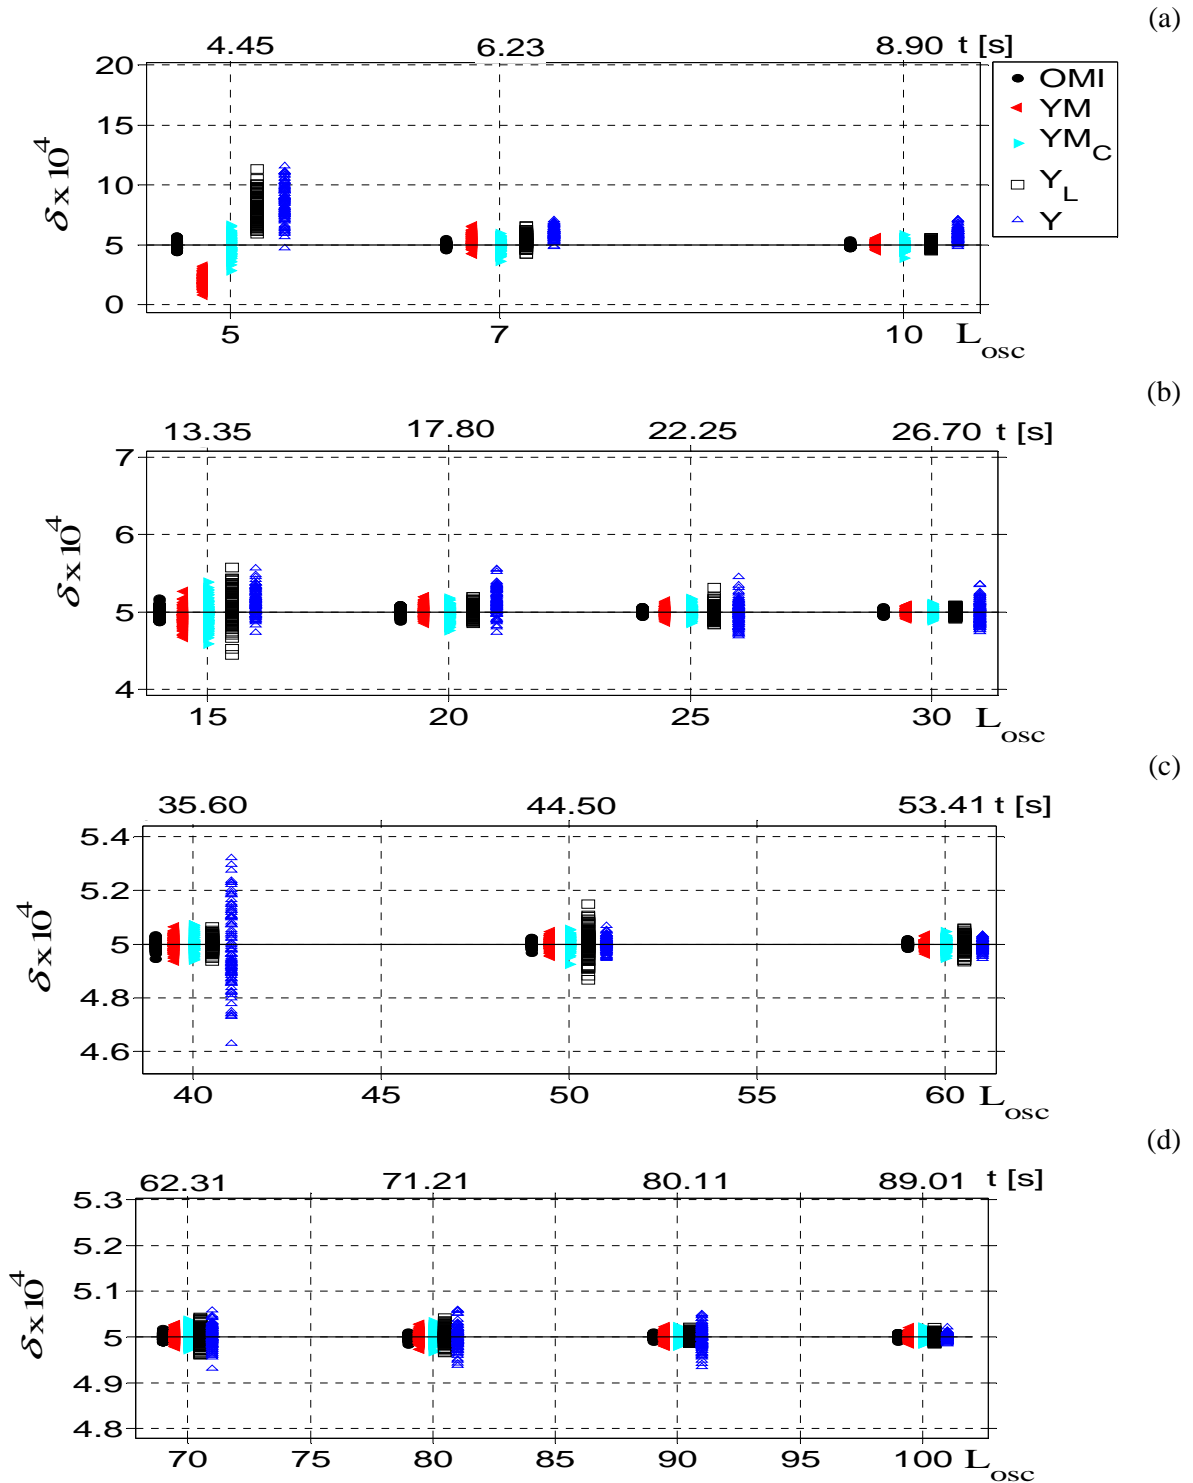 (a)
4.45 6.23 8.90 t [s]
20
15
10
5
0
δ x 10^4
OMI
YM
YM_C
Y_L
Y
5 7 10 L_osc
(b)
13.35 17.80 22.25 26.70 t [s]
7
6
5
4
δ x 10^4
15 20 25 30 L_osc
(c)
35.60 44.50 53.41 t [s]
5.4
5.2
5
4.8
4.6
δ x 10^4
40 45 50 55 60 L_osc
(d)
62.31 71.21 80.11 89.01 t [s]
5.3
5.2
5.1
5
4.9
4.8
δ x 10^4
70 75 80 85 90 95 100 L_osc